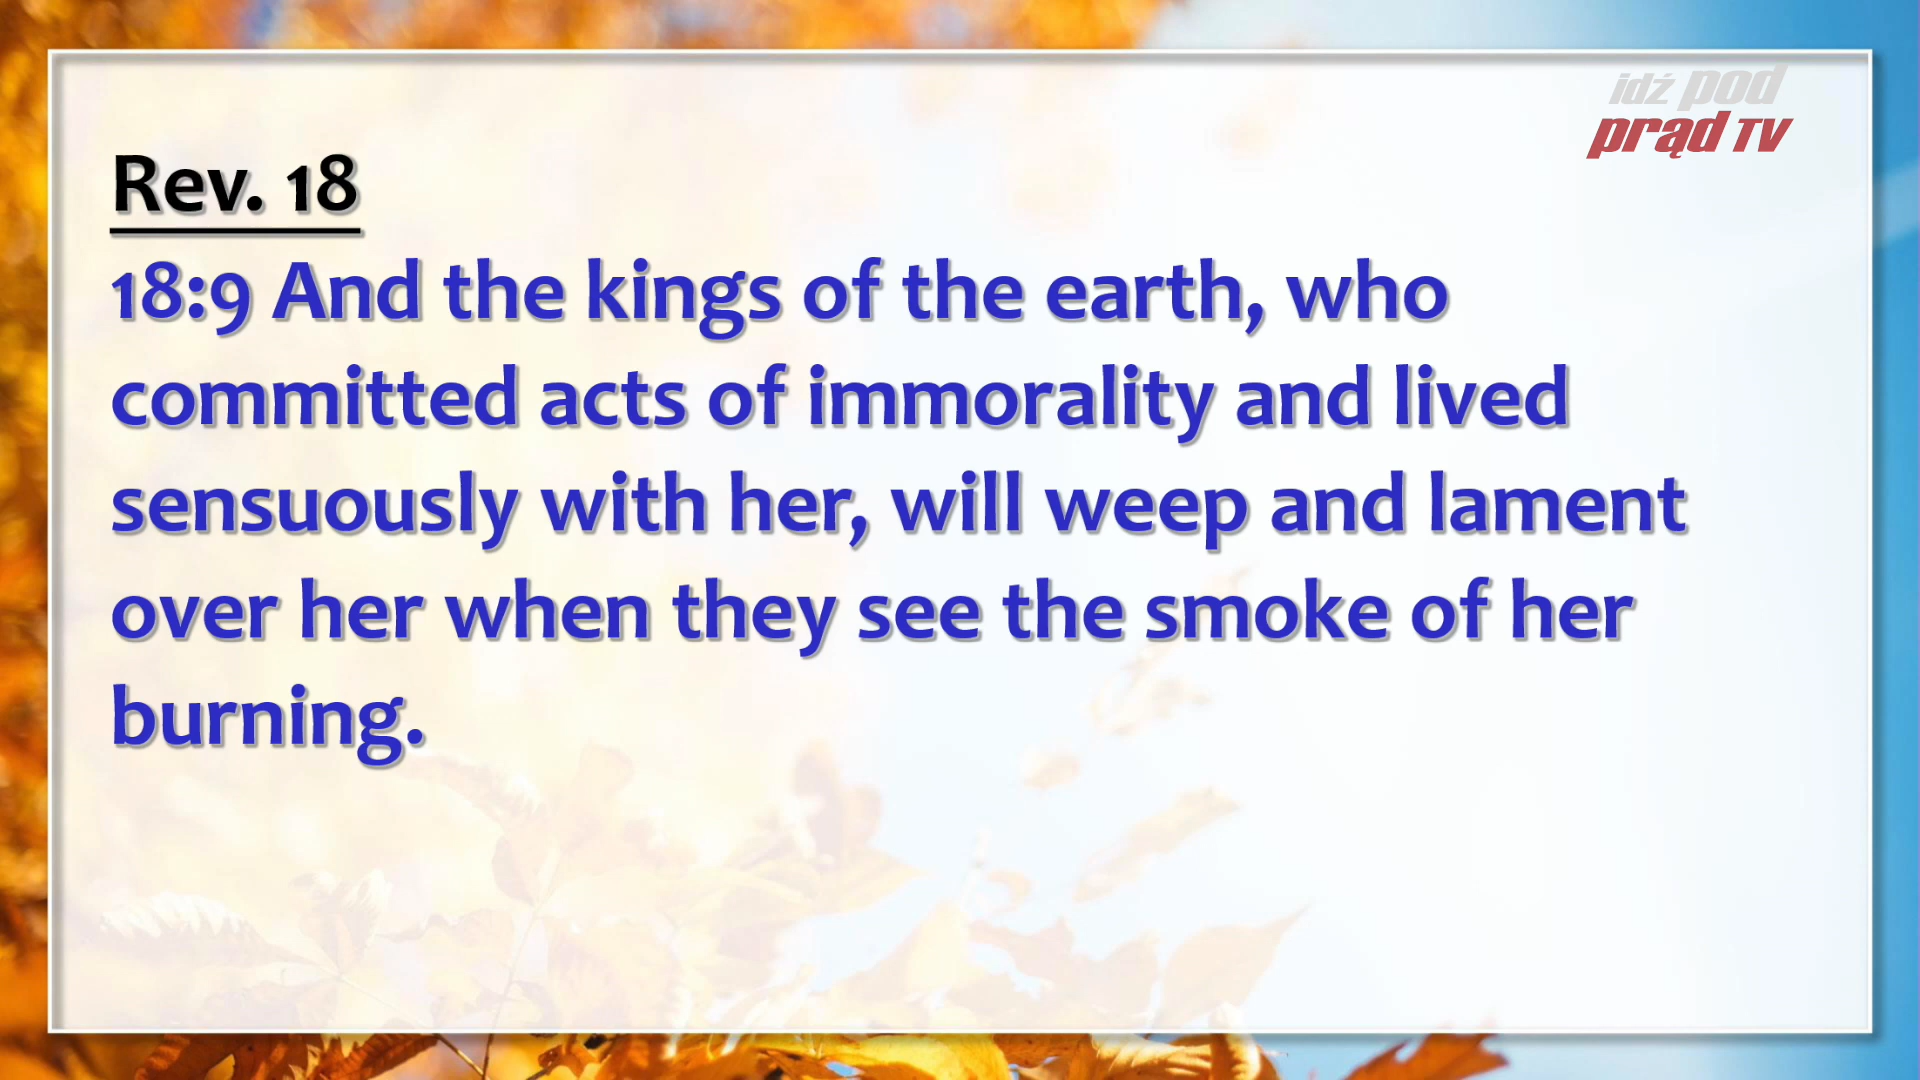 idź pod
prąd TV
Rev. 18
18:9 And the kings of the earth, who
committed acts of immorality and lived
sensuously with her, will weep and lament
over her when they see the smoke of her
burning.